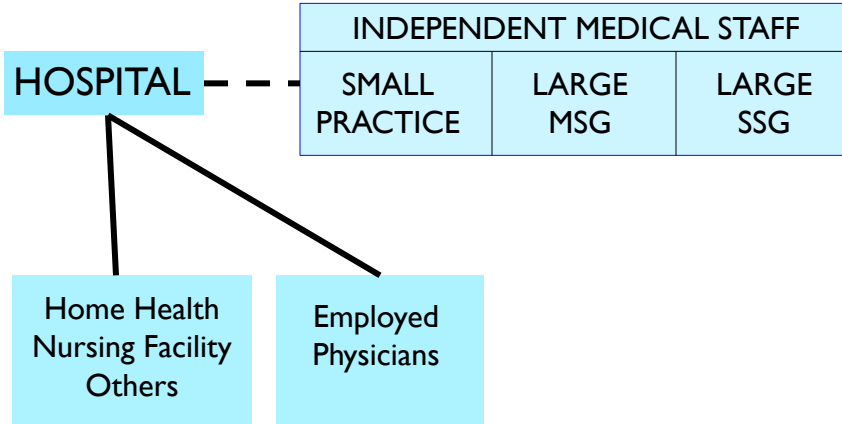 INDEPENDENT MEDICAL STAFF
HOSPITAL
SMALL
PRACTICE
LARGE
MSG
LARGE
SSG
Home Health
Nursing Facility
Others
Employed
Physicians